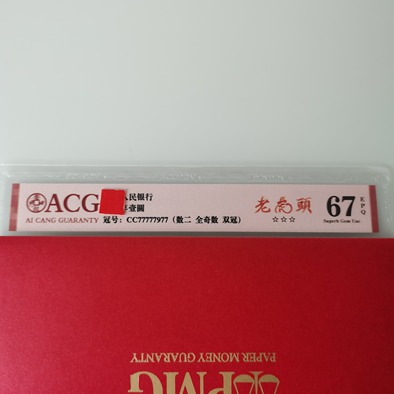 ACG
AI CANG GUARANTY
人民银行
壹圆
冠号: CC77777977 (数二 全奇数 双冠)
老虎頭
☆☆☆
67 EPQ
Superb Gem Unc
PAPER MONEY GUARANTY
PMG